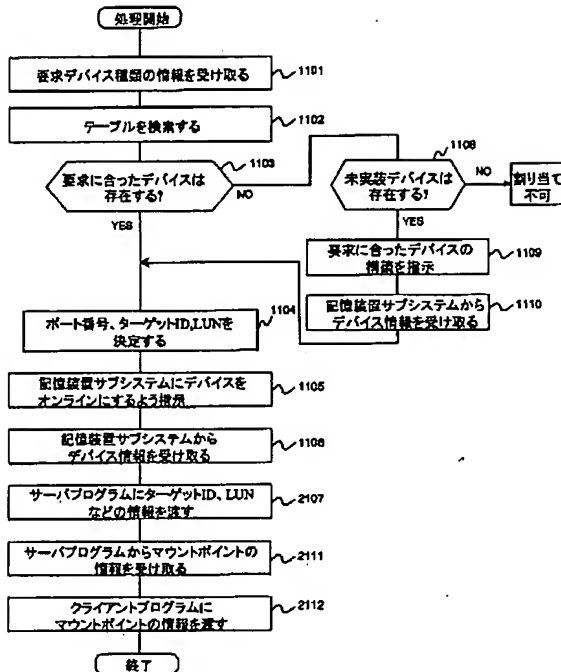 処理開始
要求デバイス種類の情報を受け取る
1101
テーブルを検索する
1102
要求に合ったデバイスは
存在する?
1103
NO
YES
未実装デバイスは
存在する?
1108
NO
割り当て
不可
YES
要求に合ったデバイスの
構築を指示
1109
記憶装置サブシステムから
デバイス情報を受け取る
1110
ポート番号、ターゲットID,LUNを
決定する
1104
記憶装置サブシステムにデバイスを
オンラインにするよう指示
1105
記憶装置サブシステムから
デバイス情報を受け取る
1106
サーバプログラムにターゲットID、LUN
などの情報を渡す
2107
サーバプログラムからマウントポイントの
情報を受け取る
2111
クライアントプログラムに
マウントポイントの情報を渡す
2112
終了